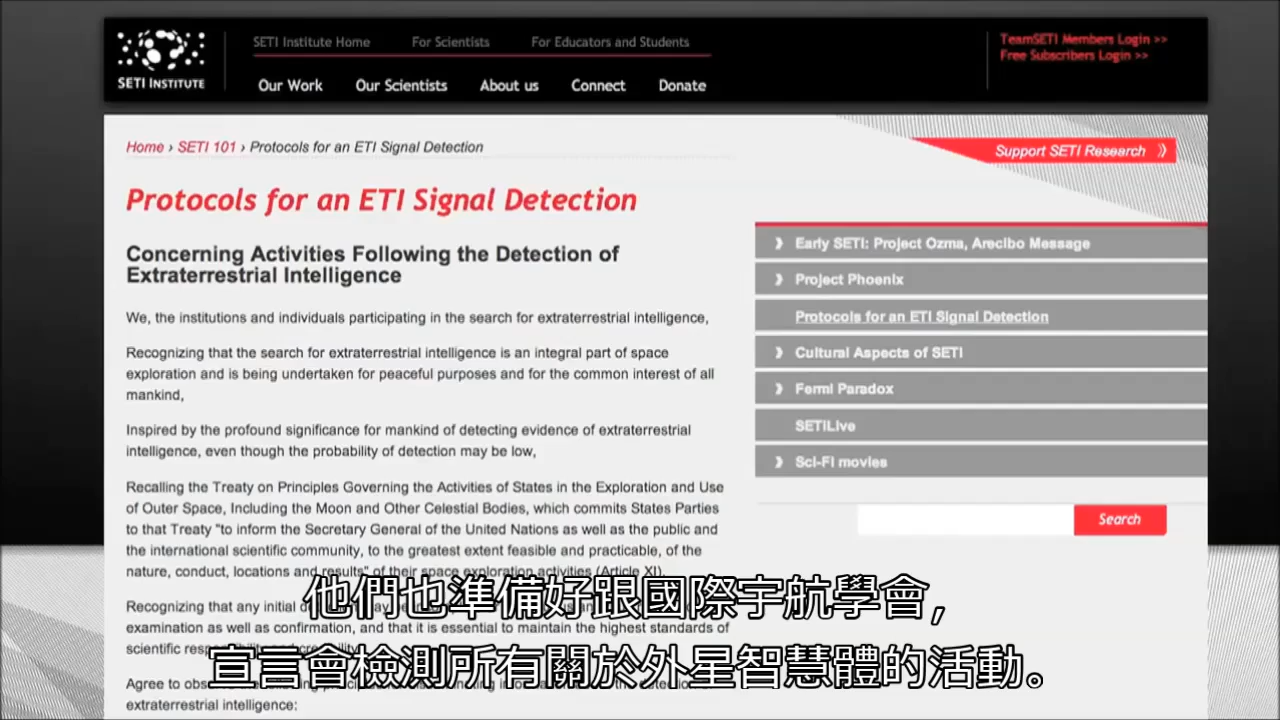 SETI INSTITUTE
SETI Institute Home For Scientists For Educators and Students
TeamSETI Members Login >>
Free Subscribers Login >>
Our Work Our Scientists About us Connect Donate
Home › SETI 101 › Protocols for an ETI Signal Detection
Support SETI Research
Protocols for an ETI Signal Detection
Concerning Activities Following the Detection of
Extraterrestrial Intelligence
We, the institutions and individuals participating in the search for extraterrestrial intelligence,
Recognizing that the search for extraterrestrial intelligence is an integral part of space
exploration and is being undertaken for peaceful purposes and for the common interest of all
mankind,
Inspired by the profound significance for mankind of detecting evidence of extraterrestrial
intelligence, even though the probability of detection may be low,
Recalling the Treaty on Principles Governing the Activities of States in the Exploration and Use
of Outer Space, Including the Moon and Other Celestial Bodies, which commits States Parties
to that Treaty "to inform the Secretary General of the United Nations as well as the public and
the international scientific community, to the greatest extent feasible and practicable, of the
nature, conduct, locations and results" of their space exploration activities (Article XI),
Recognizing that any initial
examination as well as confirmation, and that it is essential to maintain the highest standards of
scientific
Agree to
extraterrestrial intelligence:
Early SETI: Project Ozma, Arecibo Message
Project Phoenix
Protocols for an ETI Signal Detection
Cultural Aspects of SETI
Fermi Paradox
SETILive
Sci-Fi movies
Search
他們也準備好跟國際宇航學會,
宣言會檢測所有關於外星智慧體的活動。